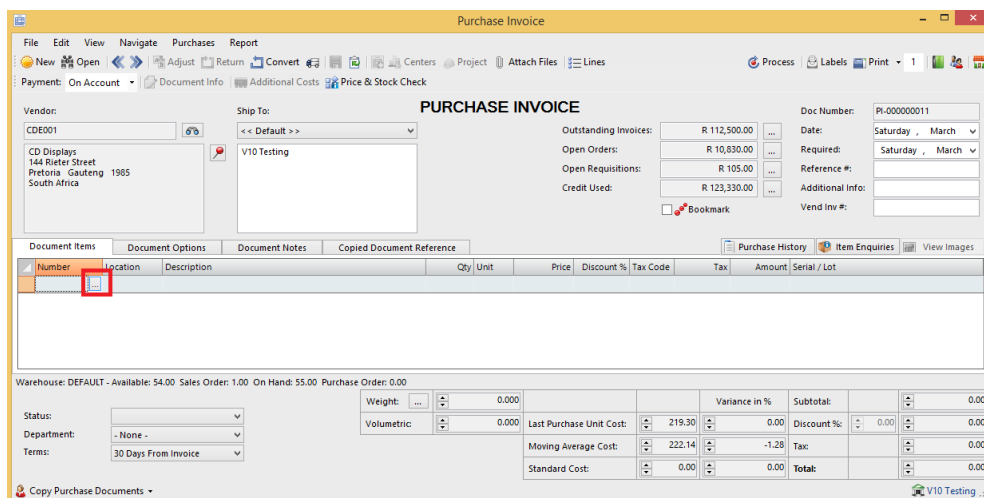 Purchase Invoice
File Edit View Navigate Purchases Report
New Open Adjust Return Convert Centers Project Attach Files Lines Process Labels Print 1
Payment: On Account Document Info Additional Costs Price & Stock Check
PURCHASE INVOICE
Vendor: Ship To: Doc Number: PI-000000011
CDE001 << Default >> Outstanding Invoices: R 112,500.00 ... Date: Saturday , March
CD Displays V10 Testing Open Orders: R 10,830.00 ... Required: Saturday , March
144 Rieter Street
Pretoria Gauteng 1985 Open Requisitions: R 105.00 ... Reference #:
South Africa Credit Used: R 123,330.00 ... Additional Info:
Bookmark Vend Inv #:
Document Items Document Options Document Notes Copied Document Reference Purchase History Item Enquiries View Images
Number Location Description Qty Unit Price Discount % Tax Code Tax Amount Serial / Lot
...
Warehouse: DEFAULT - Available: 54.00 Sales Order: 1.00 On Hand: 55.00 Purchase Order: 0.00
Weight: ... 0.000 Variance in % Subtotal: 0.00
Status: Volumetric: 0.000 Last Purchase Unit Cost: 219.30 0.00 Discount %: 0.00 0.00
Department: - None - Moving Average Cost: 222.14 -1.28 Tax: 0.00
Terms: 30 Days From Invoice Standard Cost: 0.00 0.00 Total: 0.00
Copy Purchase Documents V10 Testing